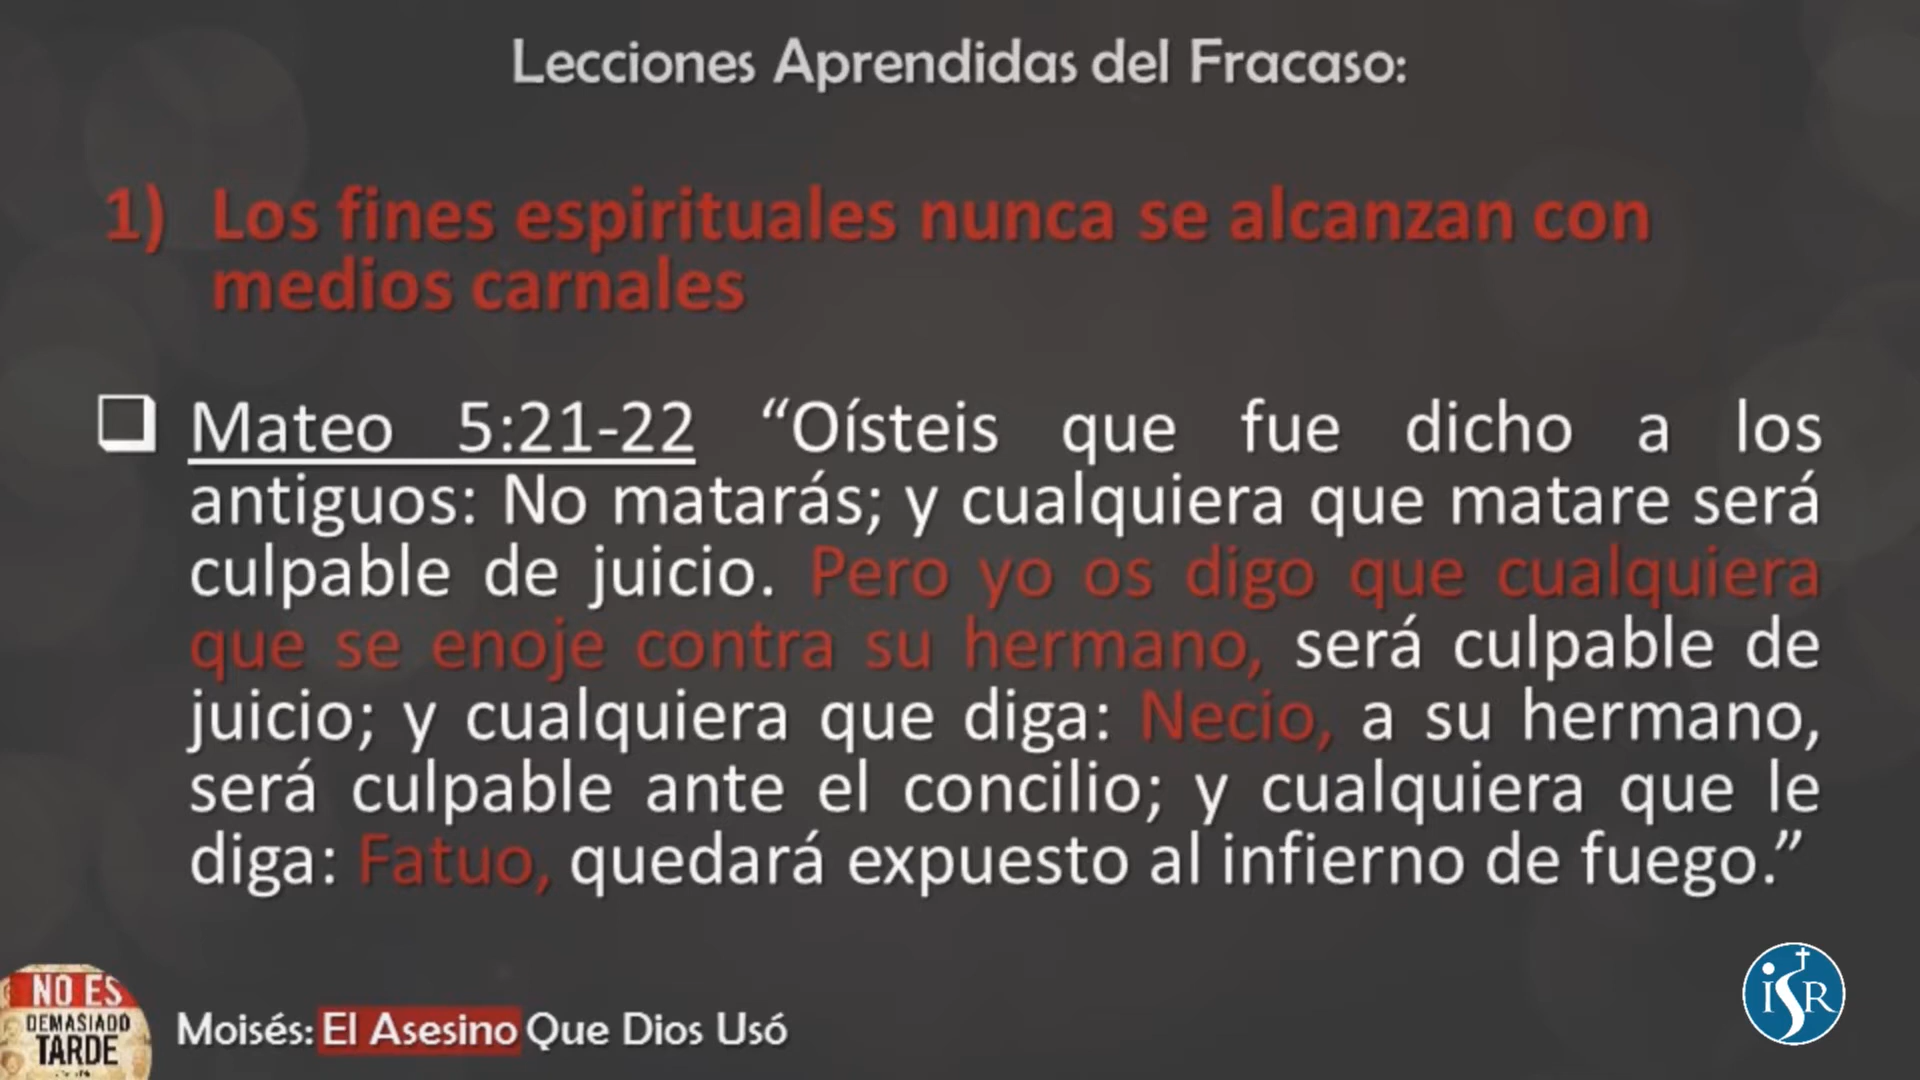 Lecciones Aprendidas del Fracaso:
1) Los fines espirituales nunca se alcanzan con
medios carnales
Mateo 5:21-22 “Oísteis que fue dicho a los
antiguos: No matarás; y cualquiera que matare será
culpable de juicio. Pero yo os digo que cualquiera
que se enoje contra su hermano, será culpable de
juicio; y cualquiera que diga: Necio, a su hermano,
será culpable ante el concilio; y cualquiera que le
diga: Fatuo, quedará expuesto al infierno de fuego.”
NO ES
DEMASIADO
TARDE
Moisés: El Asesino Que Dios Usó
iSR